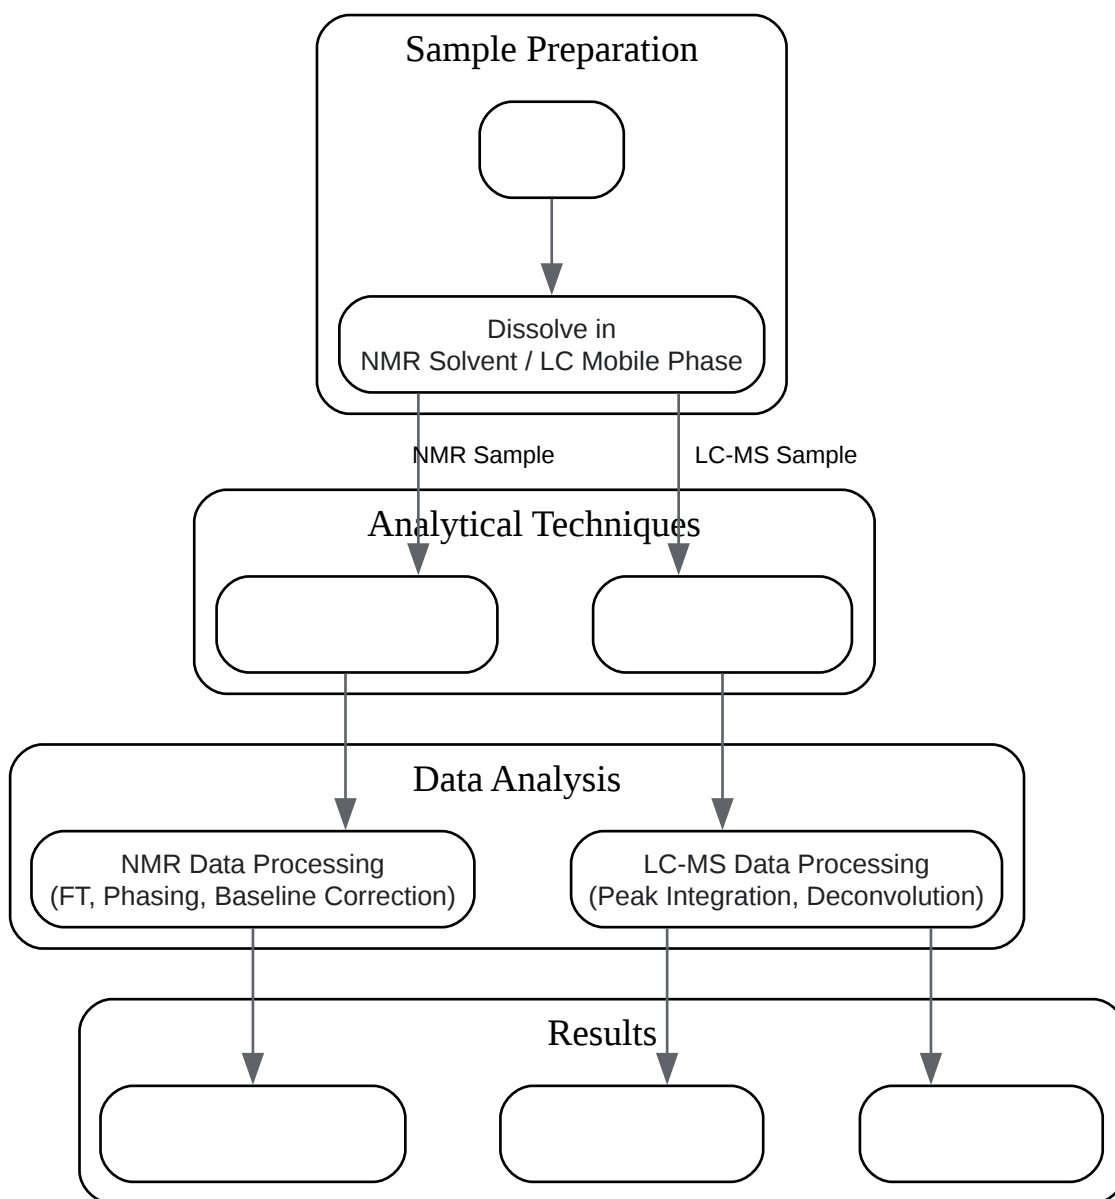 Sample Preparation
Dissolve in
NMR Solvent / LC Mobile Phase
NMR Sample
LC-MS Sample
Analytical Techniques
Data Analysis
NMR Data Processing
(FT, Phasing, Baseline Correction)
LC-MS Data Processing
(Peak Integration, Deconvolution)
Results